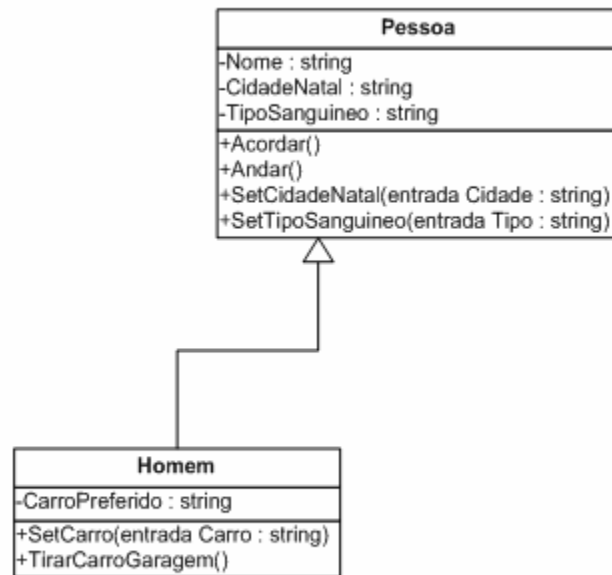 Pessoa
-Nome : string
-CidadeNatal : string
-TipoSanguineo : string
+Acordar()
+Andar()
+SetCidadeNatal(entrada Cidade : string)
+SetTipoSanguineo(entrada Tipo : string)
Homem
-CarroPreferido : string
+SetCarro(entrada Carro : string)
+TirarCarroGaragem()